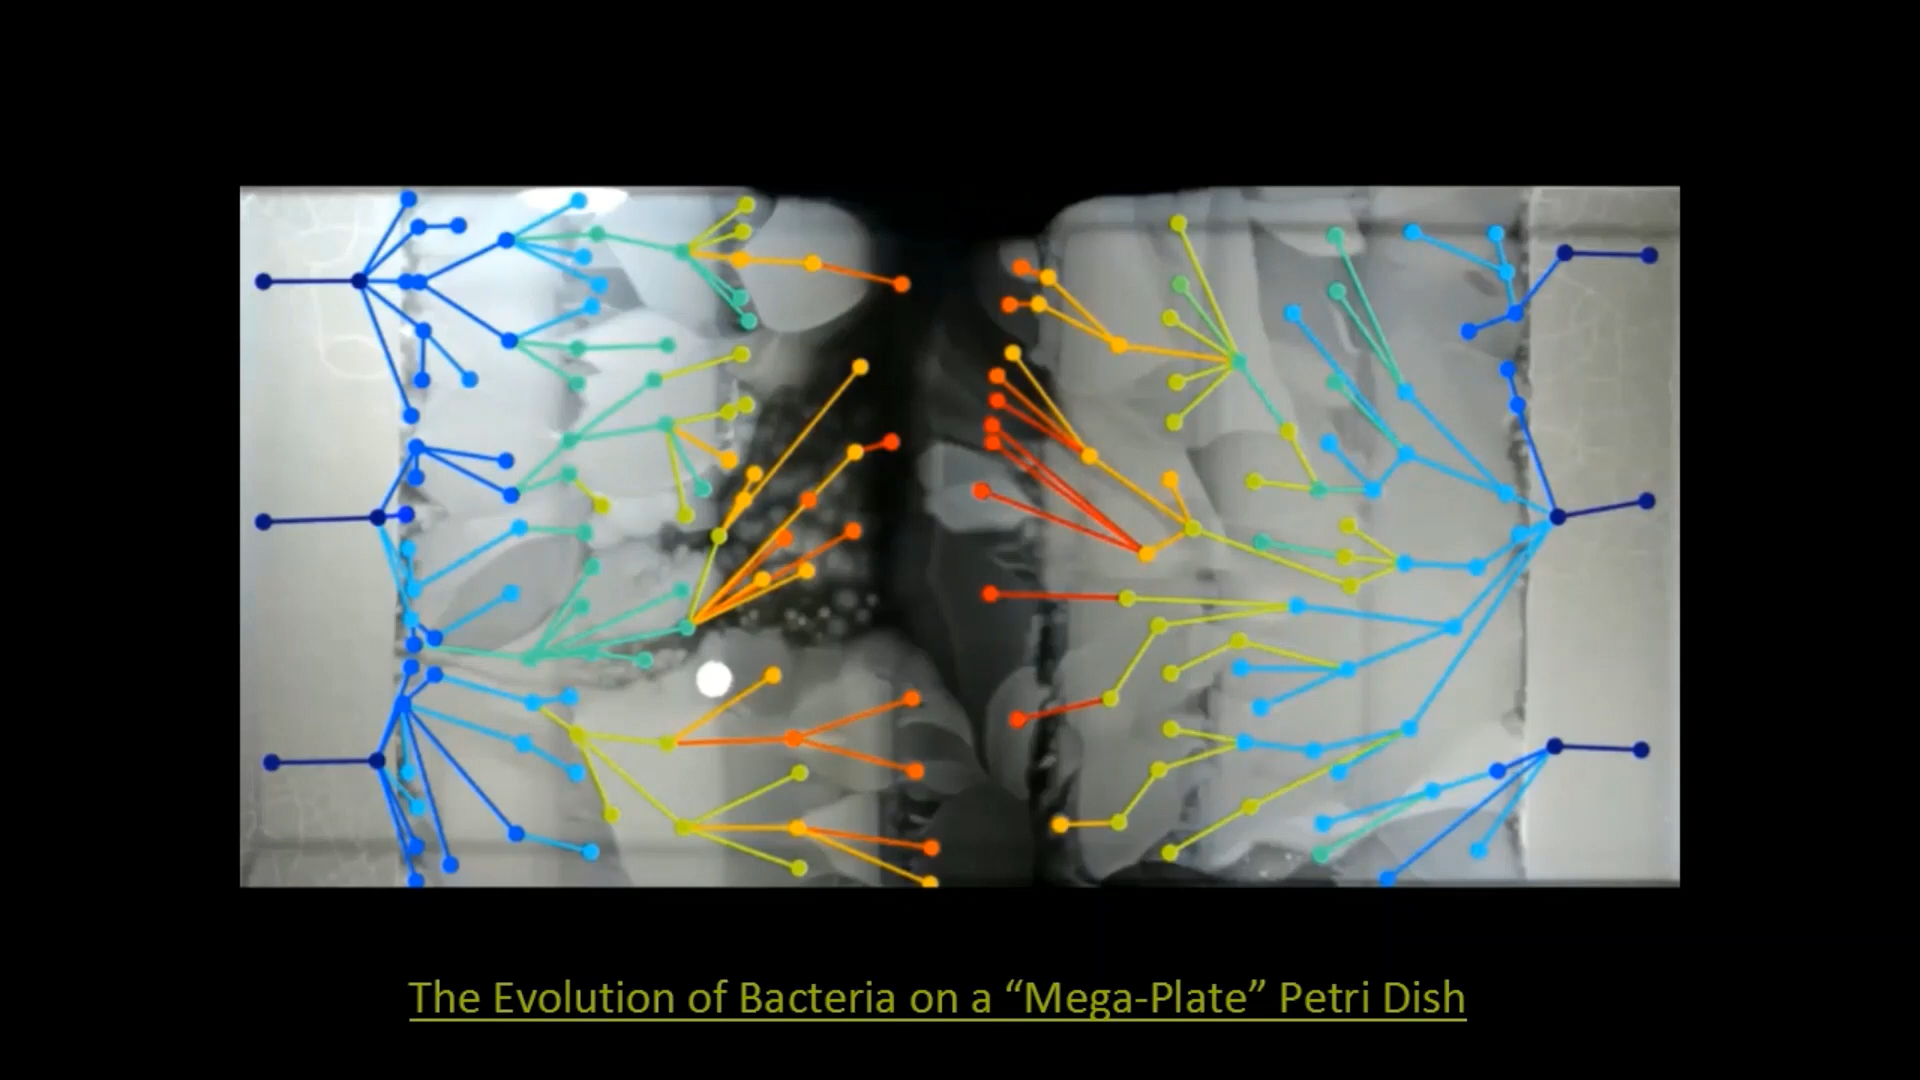 The Evolution of Bacteria on a “Mega-Plate” Petri Dish